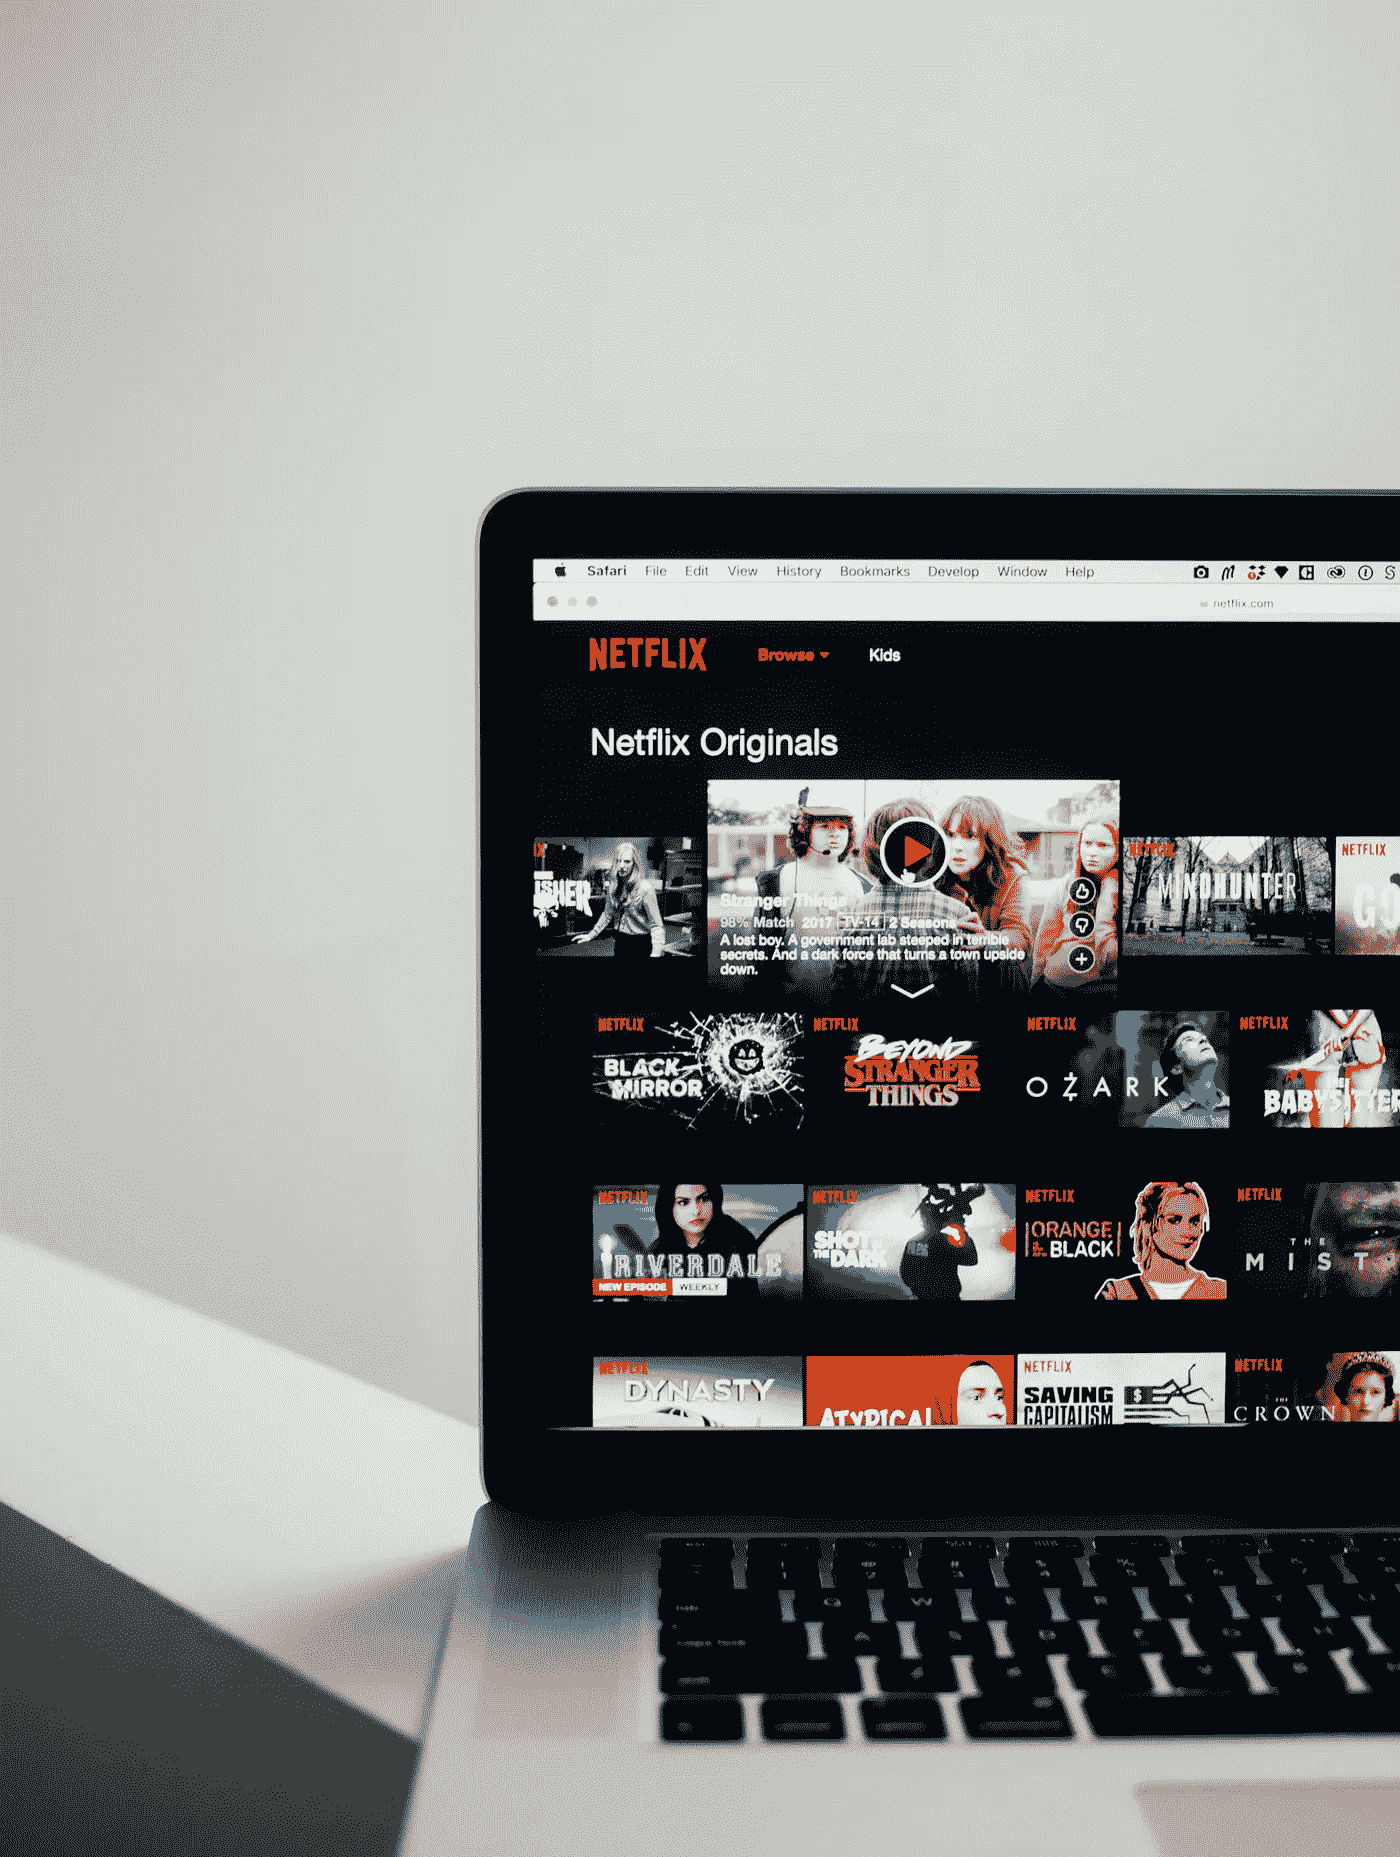 Safari File Edit View History Bookmarks Develop Window Help
netflix.com
NETFLIX Browse Kids
Netflix Originals
Stranger Things
98% Match 2017 TV-14 2 Seasons
A lost boy. A government lab steeped in terrible
secrets. And a dark force that turns a town upside
down.
NETFLIX
MINDHUNTER
NETFLIX
NETFLIX
BLACK
MIRROR
NETFLIX
BEYOND
STRANGER
THINGS
NETFLIX
OZARK
NETFLIX
THE
BABYSITTER
NETFLIX
RIVERDALE
NEW EPISODE WEEKLY
NETFLIX
SHOT
IN THE DARK
NETFLIX
ORANGE
IS THE BLACK
NETFLIX
THE
MIST
NETFLIX
DYNASTY
ATYPICAL
NETFLIX
SAVING $
CAPITALISM
NETFLIX
THE
CROWN